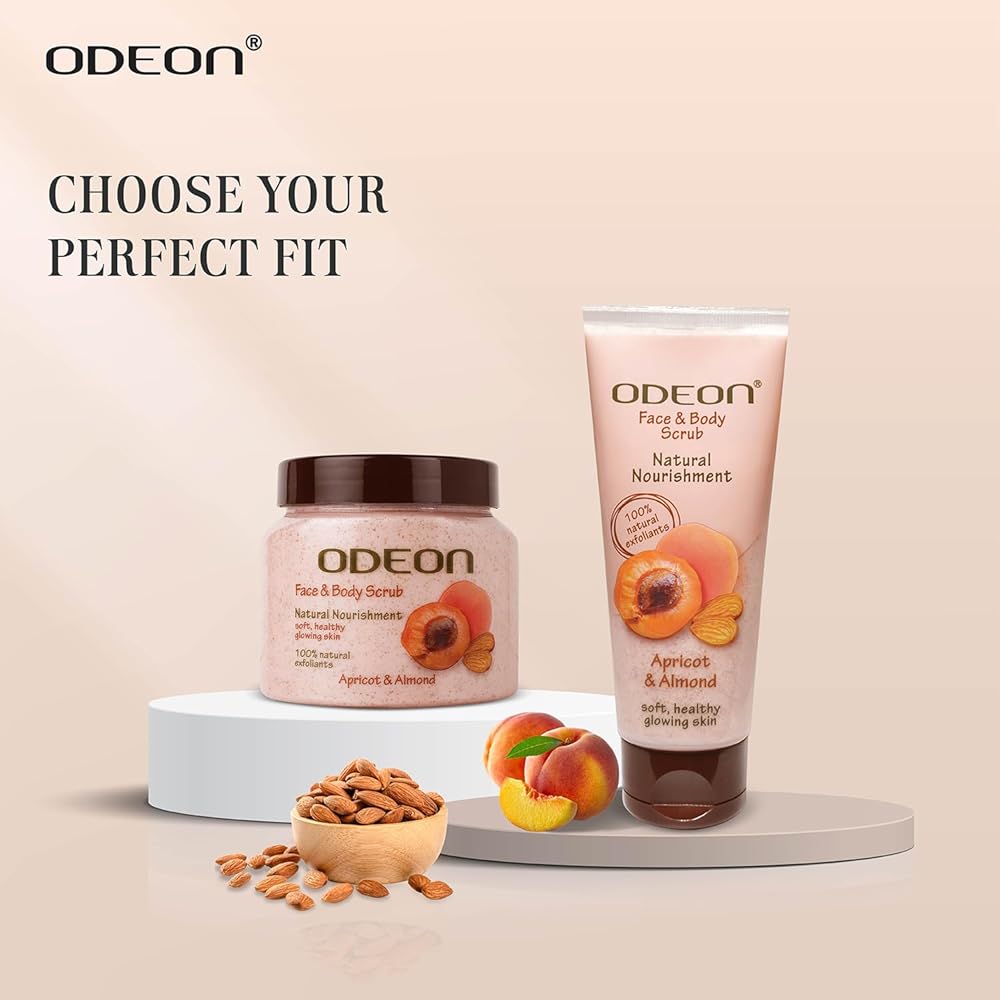 ODEON®
CHOOSE YOUR
PERFECT FIT
ODEON
Face & Body Scrub
Natural Nourishment
soft, healthy
glowing skin
100% natural
exfoliants
Apricot & Almond
ODEON®
Face & Body
Scrub
Natural
Nourishment
100%
natural
exfoliants
Apricot
& Almond
soft, healthy
glowing skin